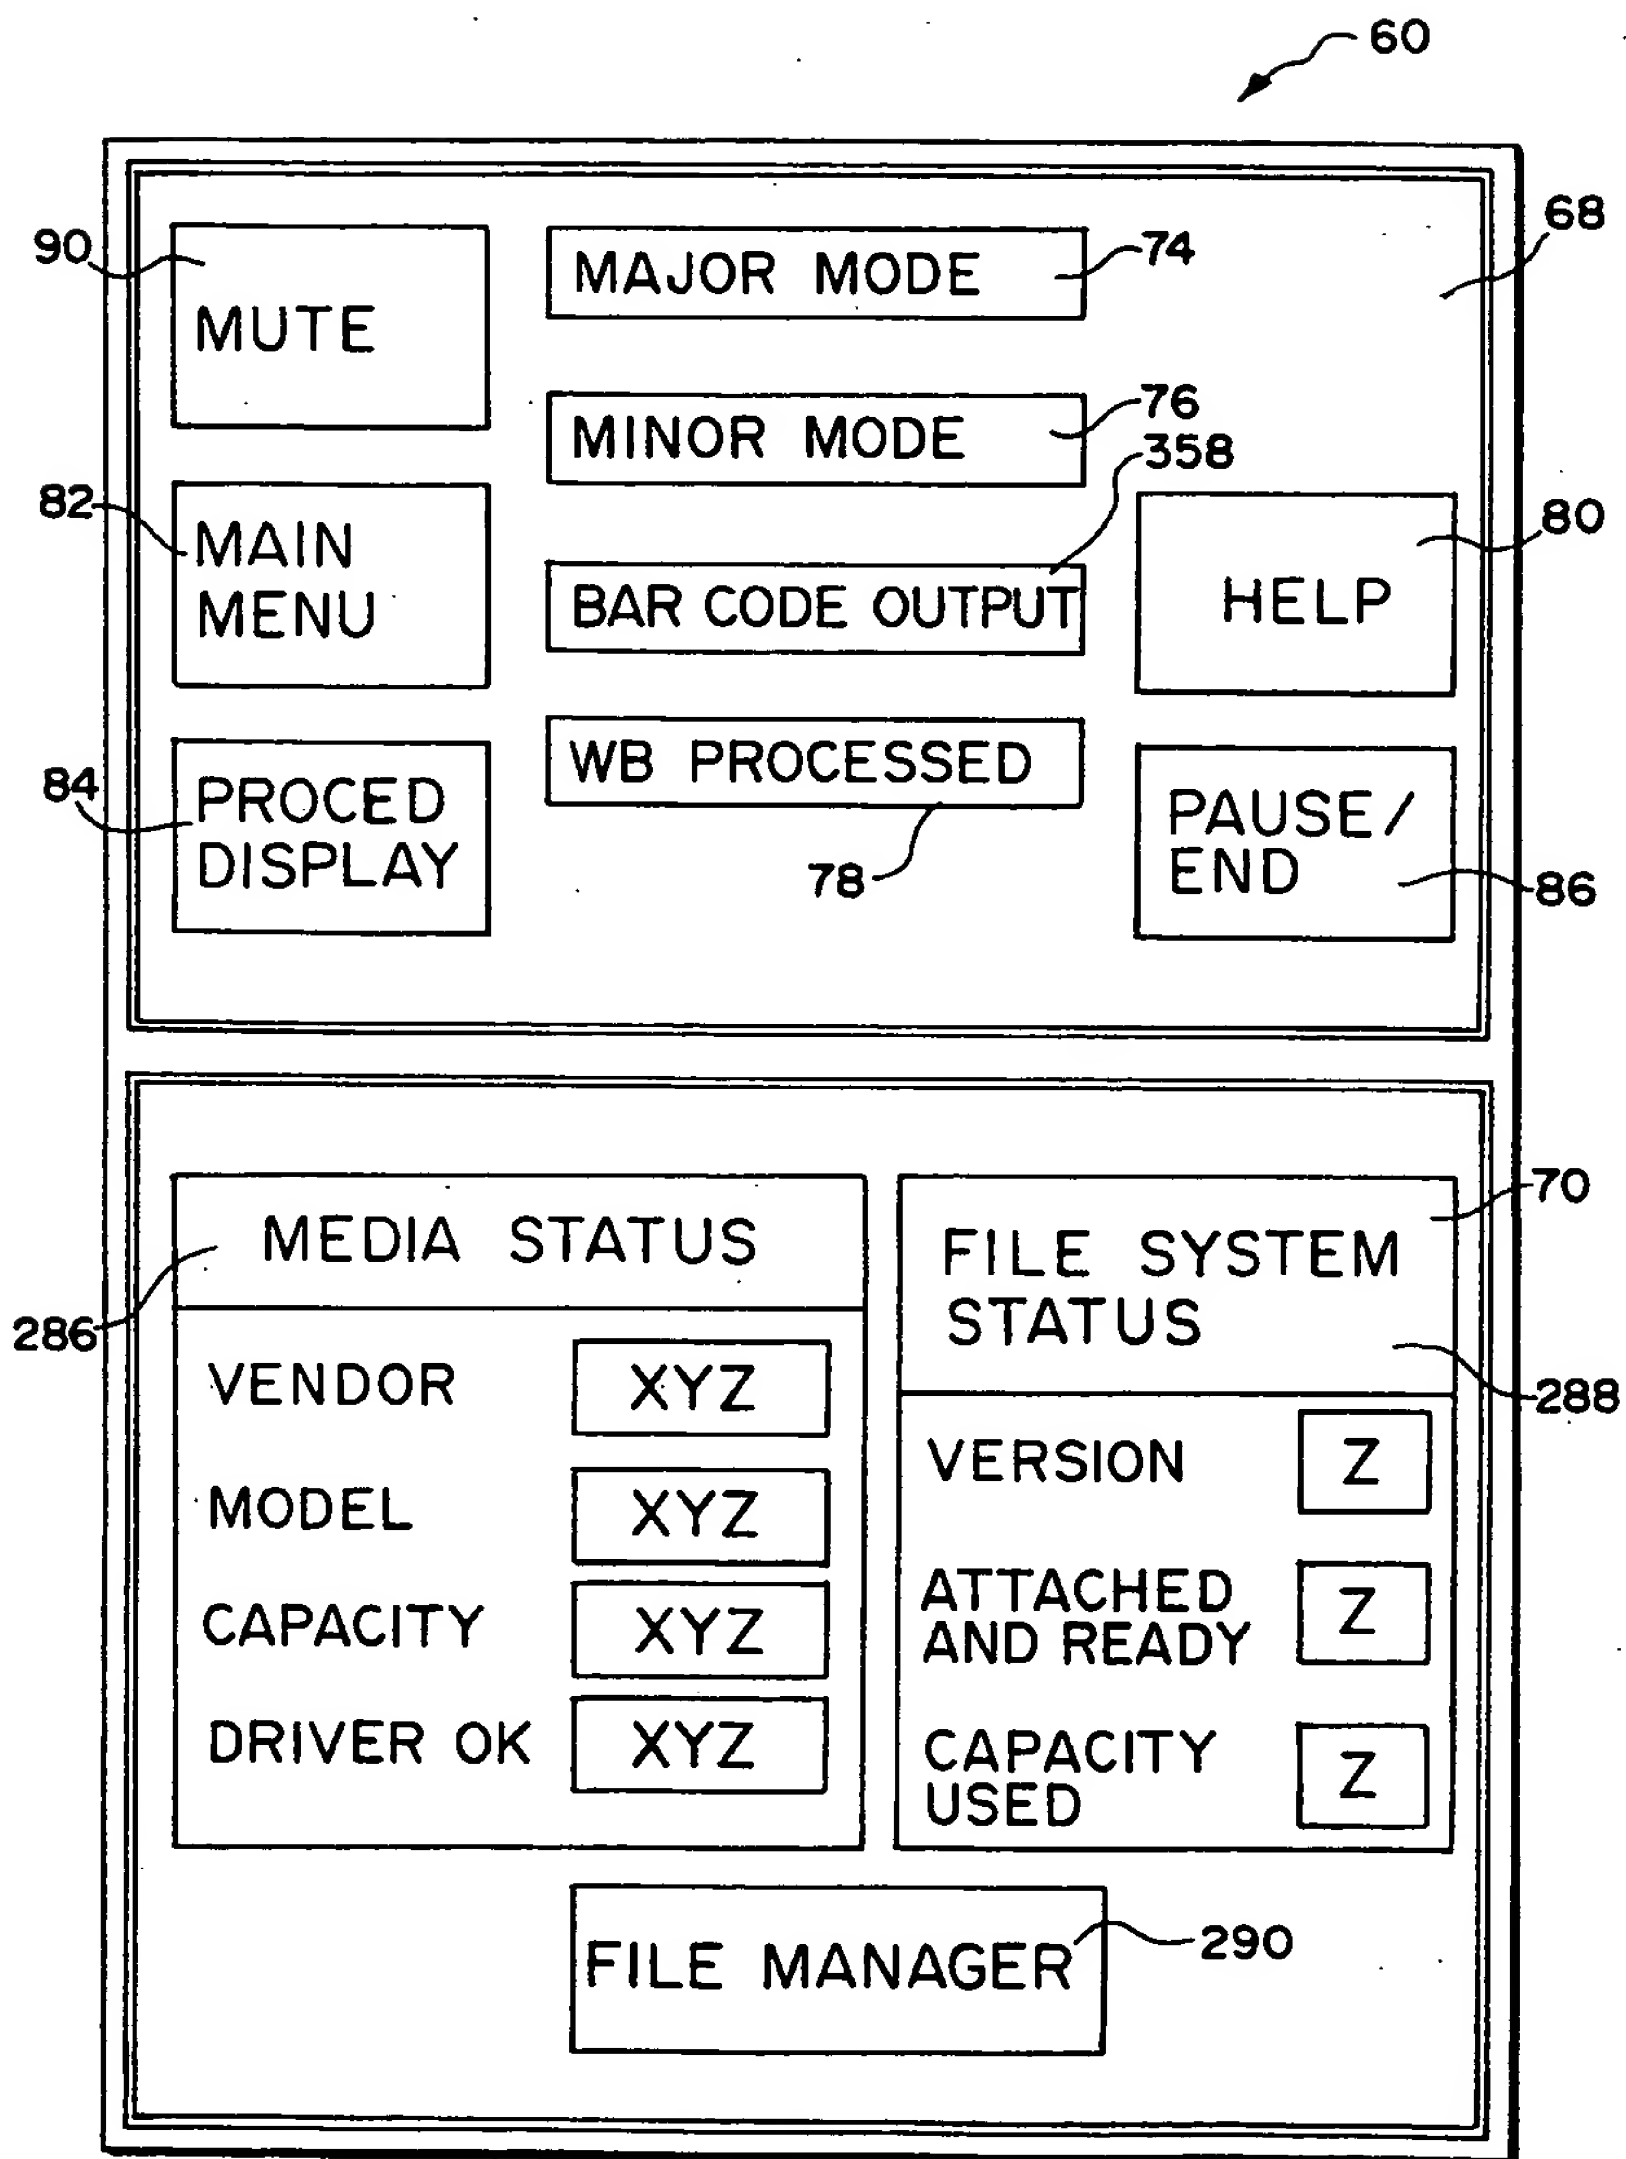 60
68
90
MUTE
MAJOR MODE
74
MINOR MODE
76
358
82
MAIN
MENU
BAR CODE OUTPUT
80
HELP
84
PROCED
DISPLAY
WB PROCESSED
78
PAUSE/
END
86
MEDIA STATUS
286
VENDOR XYZ
MODEL XYZ
CAPACITY XYZ
DRIVER OK XYZ
70
FILE SYSTEM
STATUS
288
VERSION Z
ATTACHED
AND READY Z
CAPACITY
USED Z
FILE MANAGER
290